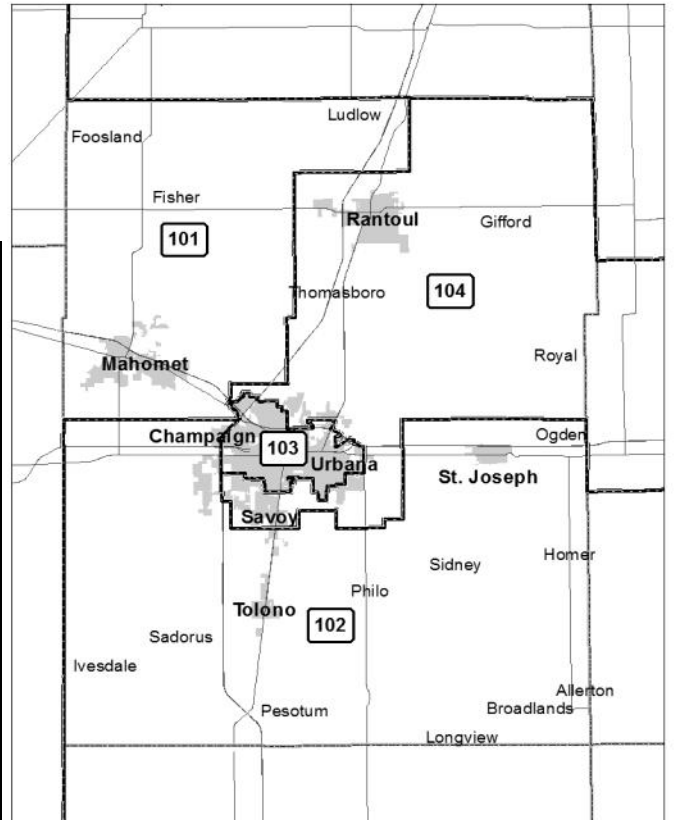 Ludlow
Foosland
Fisher
Rantoul
Gifford
101
Thomasboro
104
Royal
Mahomet
Champaign
103
Ogden
Urbana
St. Joseph
Savoy
Homer
Sidney
Philo
Tolono
102
Sadorus
Ivesdale
Allerton
Broadlands
Pesotum
Longview